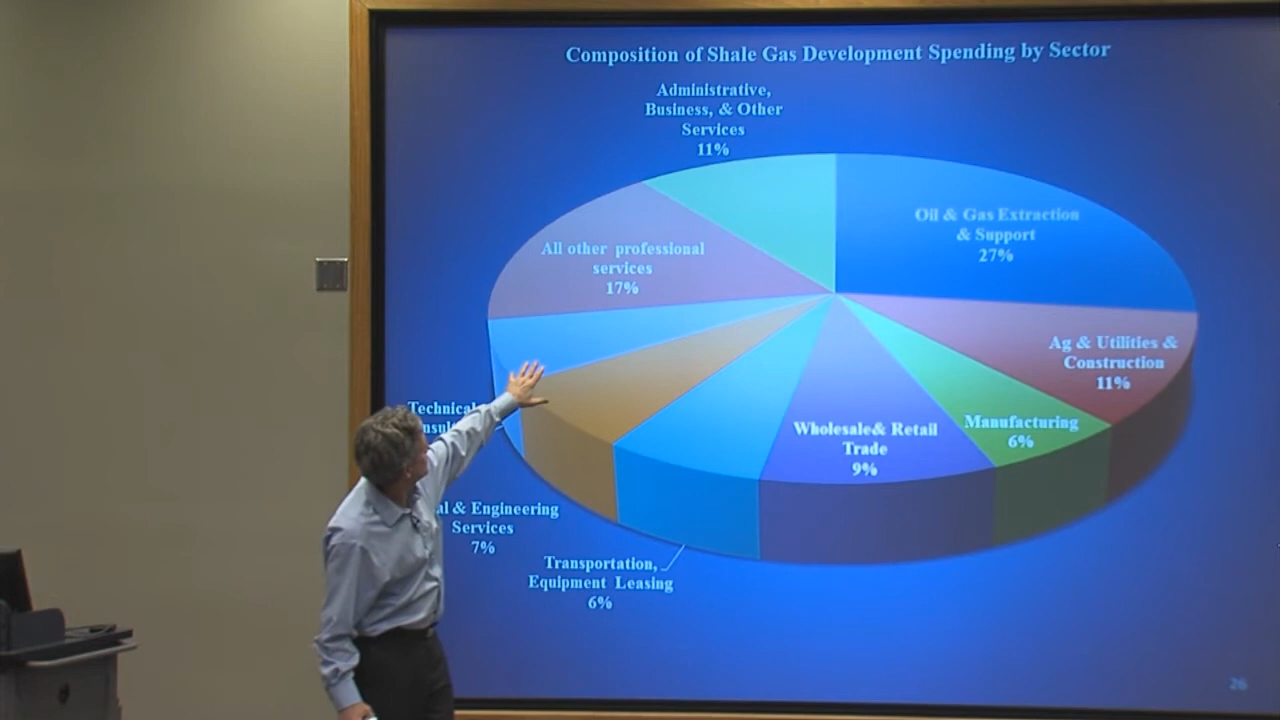 Composition of Shale Gas Development Spending by Sector
Administrative,
Business, & Other
Services
11%
Oil & Gas Extraction
& Support
27%
All other professional
services
17%
Ag & Utilities &
Construction
11%
Technical
Manufacturing
6%
Wholesale& Retail
Trade
9%
& Engineering
Services
7%
Transportation,
Equipment Leasing
6%
26